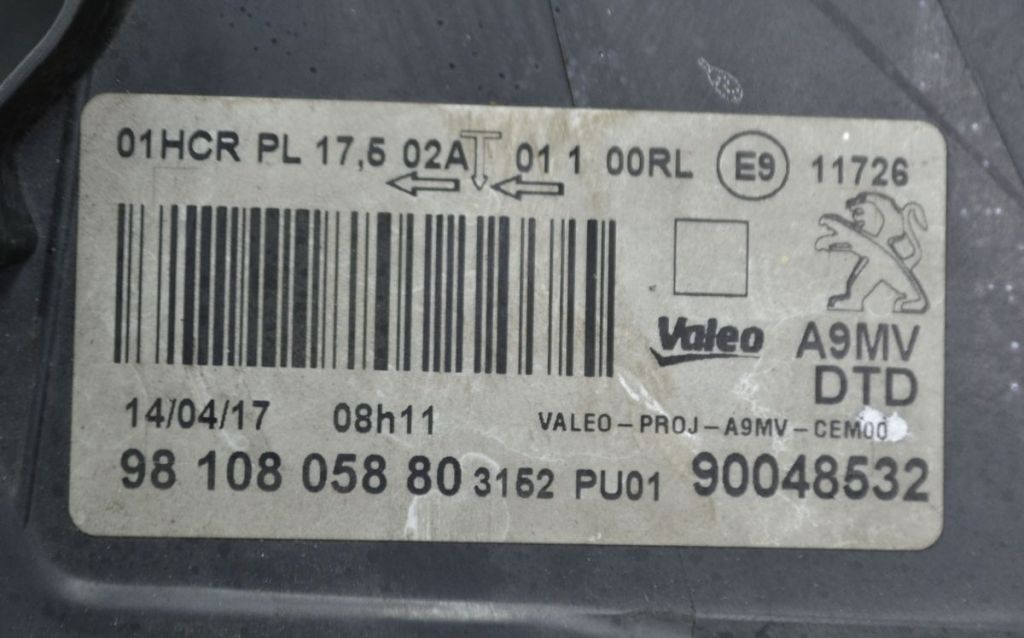 01HCR PL 17,5 02A 01 1 00RL E9 11726
Valeo A9MV
DTD
14/04/17 08h11 VALEO-PROJ-A9MV-CEM00
98 108 058 80 3152 PU01 90048532